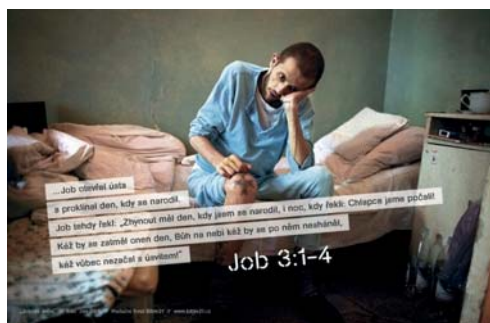 ...Job otevřel ústa
a proklínal den, kdy se narodil.
Job tehdy řekl: „Zhynout měl den, kdy jsem se narodil, i noc, kdy řekli: Chlapce jsme počali!
Kéž by se zatměl onen den, Bůh na nebi kéž by se po něm nesháněl,
kéž vůbec nezačal s úsvitem!“
Job 3:1-4